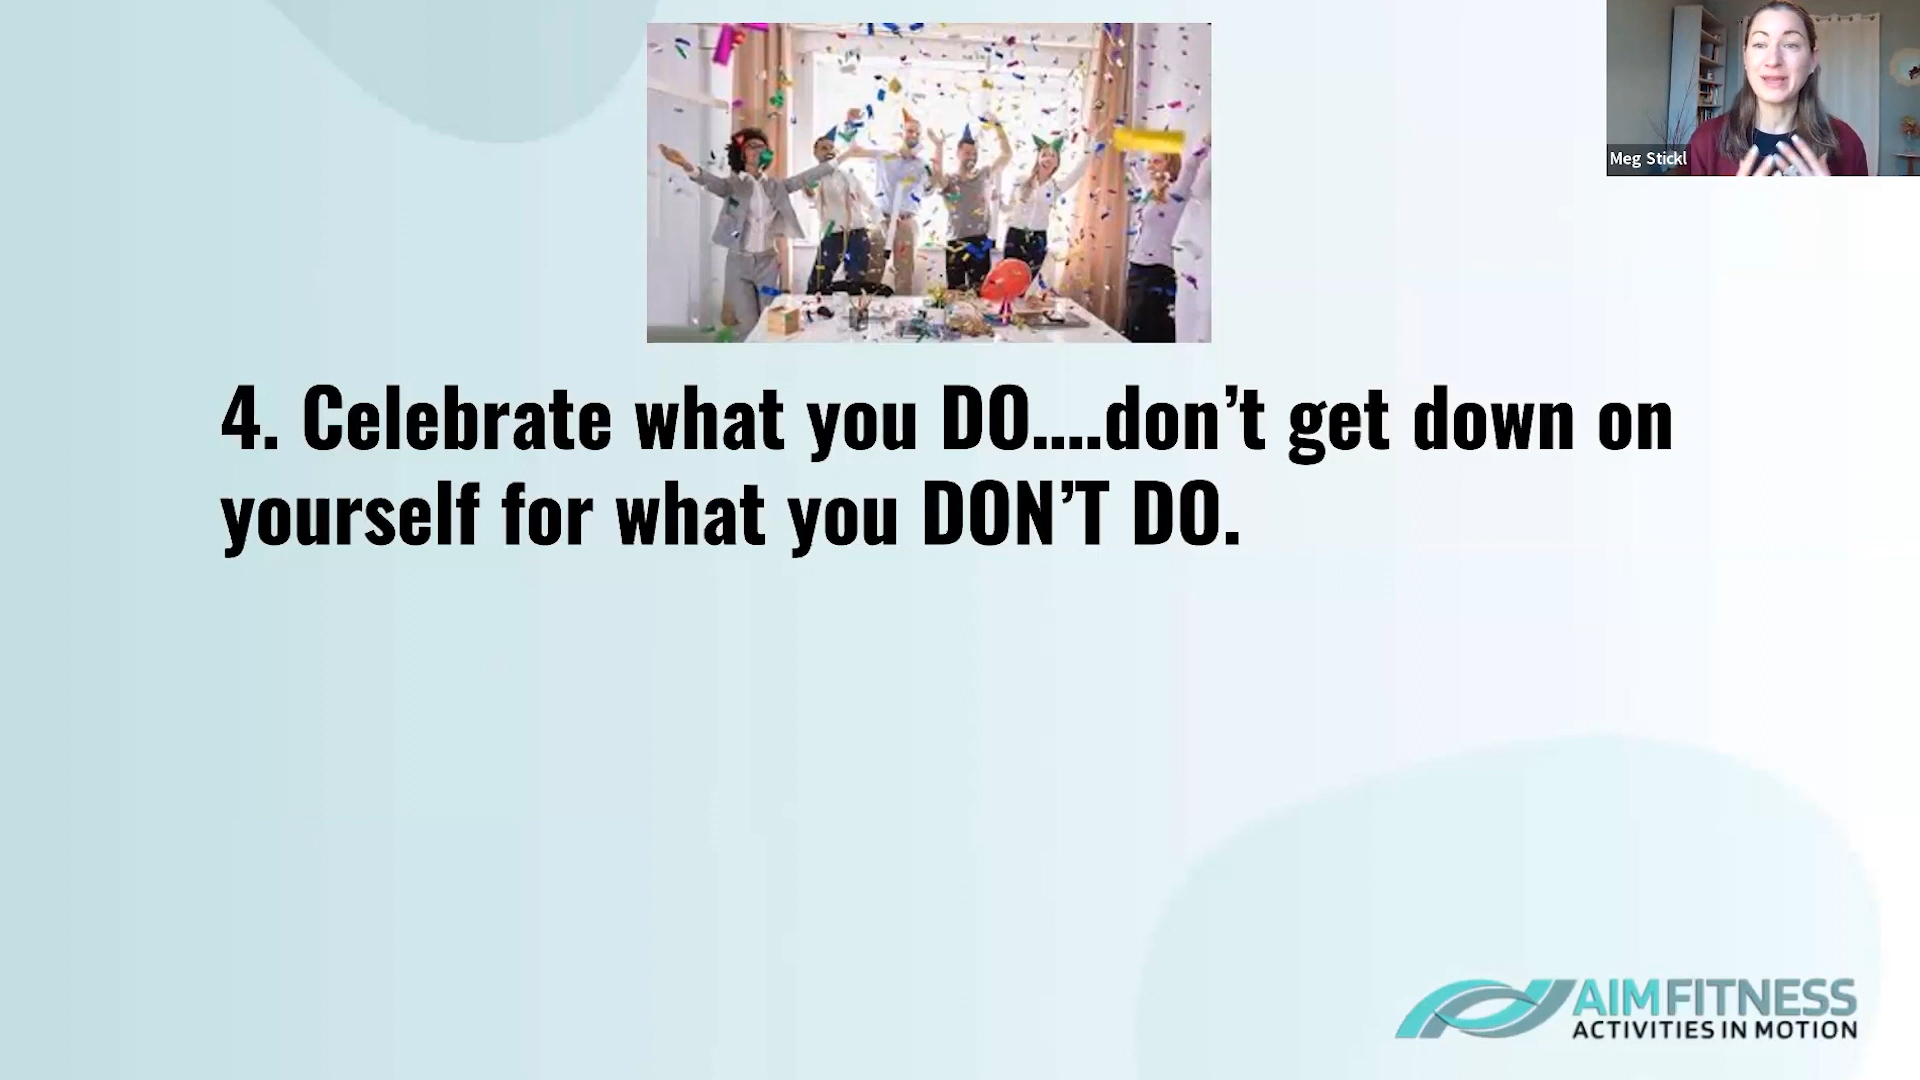 Meg Stickl
4. Celebrate what you DO....don’t get down on
yourself for what you DON’T DO.
AIMFITNESS
ACTIVITIES IN MOTION